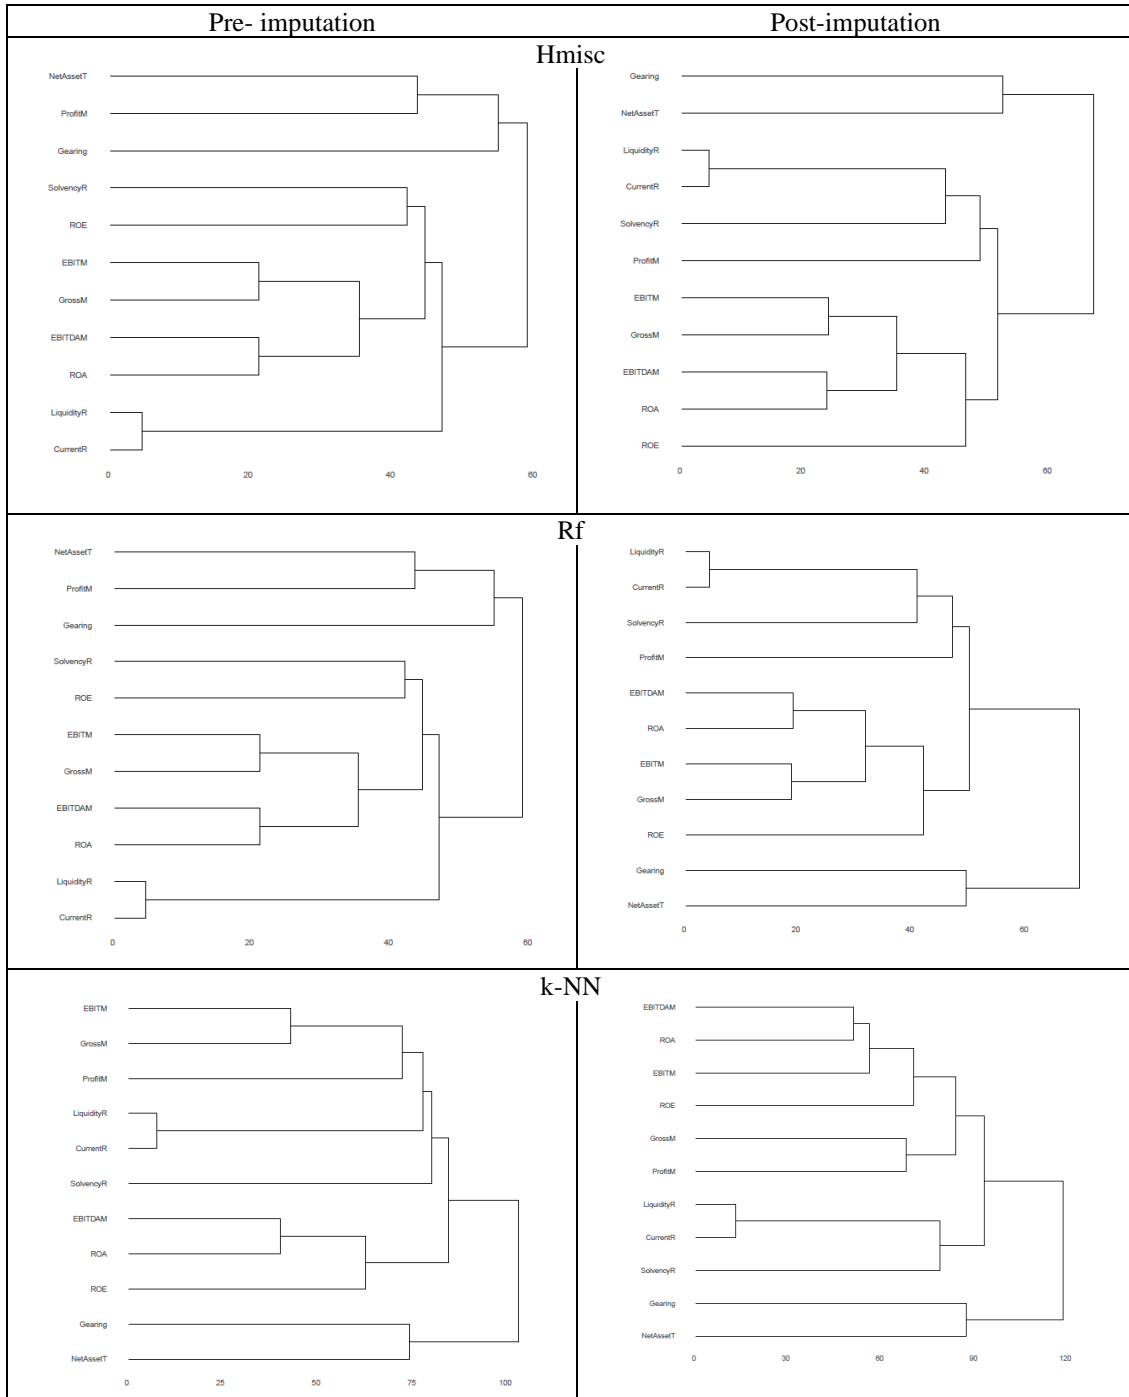 Pre- imputation
Post-imputation
Hmisc
NetAssetT
ProfitM
Gearing
SolvencyR
ROE
EBITM
GrossM
EBITDAM
ROA
LiquidityR
CurrentR
0 20 40 60
Gearing
NetAssetT
LiquidityR
CurrentR
SolvencyR
ProfitM
EBITM
GrossM
EBITDAM
ROA
ROE
0 20 40 60
Rf
NetAssetT
ProfitM
Gearing
SolvencyR
ROE
EBITM
GrossM
EBITDAM
ROA
LiquidityR
CurrentR
0 20 40 60
LiquidityR
CurrentR
SolvencyR
ProfitM
EBITDAM
ROA
EBITM
GrossM
ROE
Gearing
NetAssetT
0 20 40 60
k-NN
EBITM
GrossM
ProfitM
LiquidityR
CurrentR
SolvencyR
EBITDAM
ROA
ROE
Gearing
NetAssetT
0 25 50 75 100
EBITDAM
ROA
EBITM
ROE
GrossM
ProfitM
LiquidityR
CurrentR
SolvencyR
Gearing
NetAssetT
0 30 60 90 120